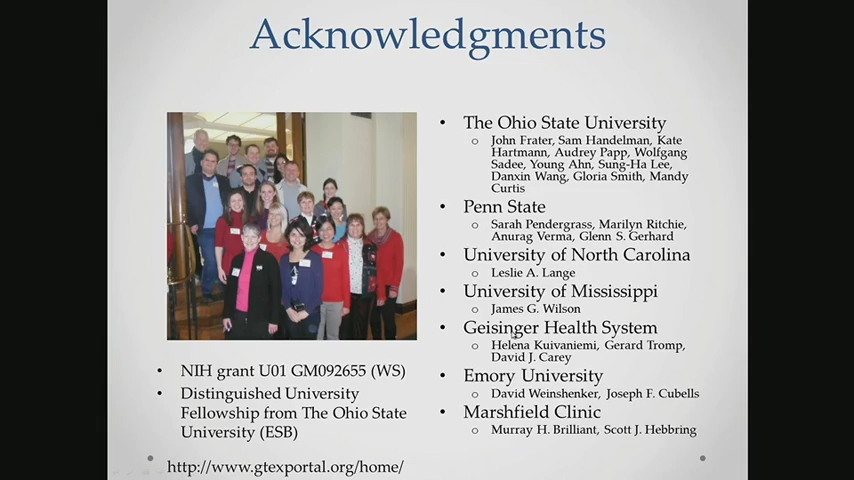 Acknowledgments
• The Ohio State University
o John Frater, Sam Handelman, Kate
Hartmann, Audrey Papp, Wolfgang
Sadee, Young Ahn, Sung-Ha Lee,
Danxin Wang, Gloria Smith, Mandy
Curtis
• Penn State
o Sarah Pendergrass, Marilyn Ritchie,
Anurag Verma, Glenn S. Gerhard
• University of North Carolina
o Leslie A. Lange
• University of Mississippi
o James G. Wilson
• Geisinger Health System
o Helena Kuivaniemi, Gerard Tromp,
David J. Carey
• Emory University
o David Weinshenker, Joseph F. Cubells
• Marshfield Clinic
o Murray H. Brilliant, Scott J. Hebbring
• NIH grant U01 GM092655 (WS)
• Distinguished University
Fellowship from The Ohio State
University (ESB)
http://www.gtexportal.org/home/